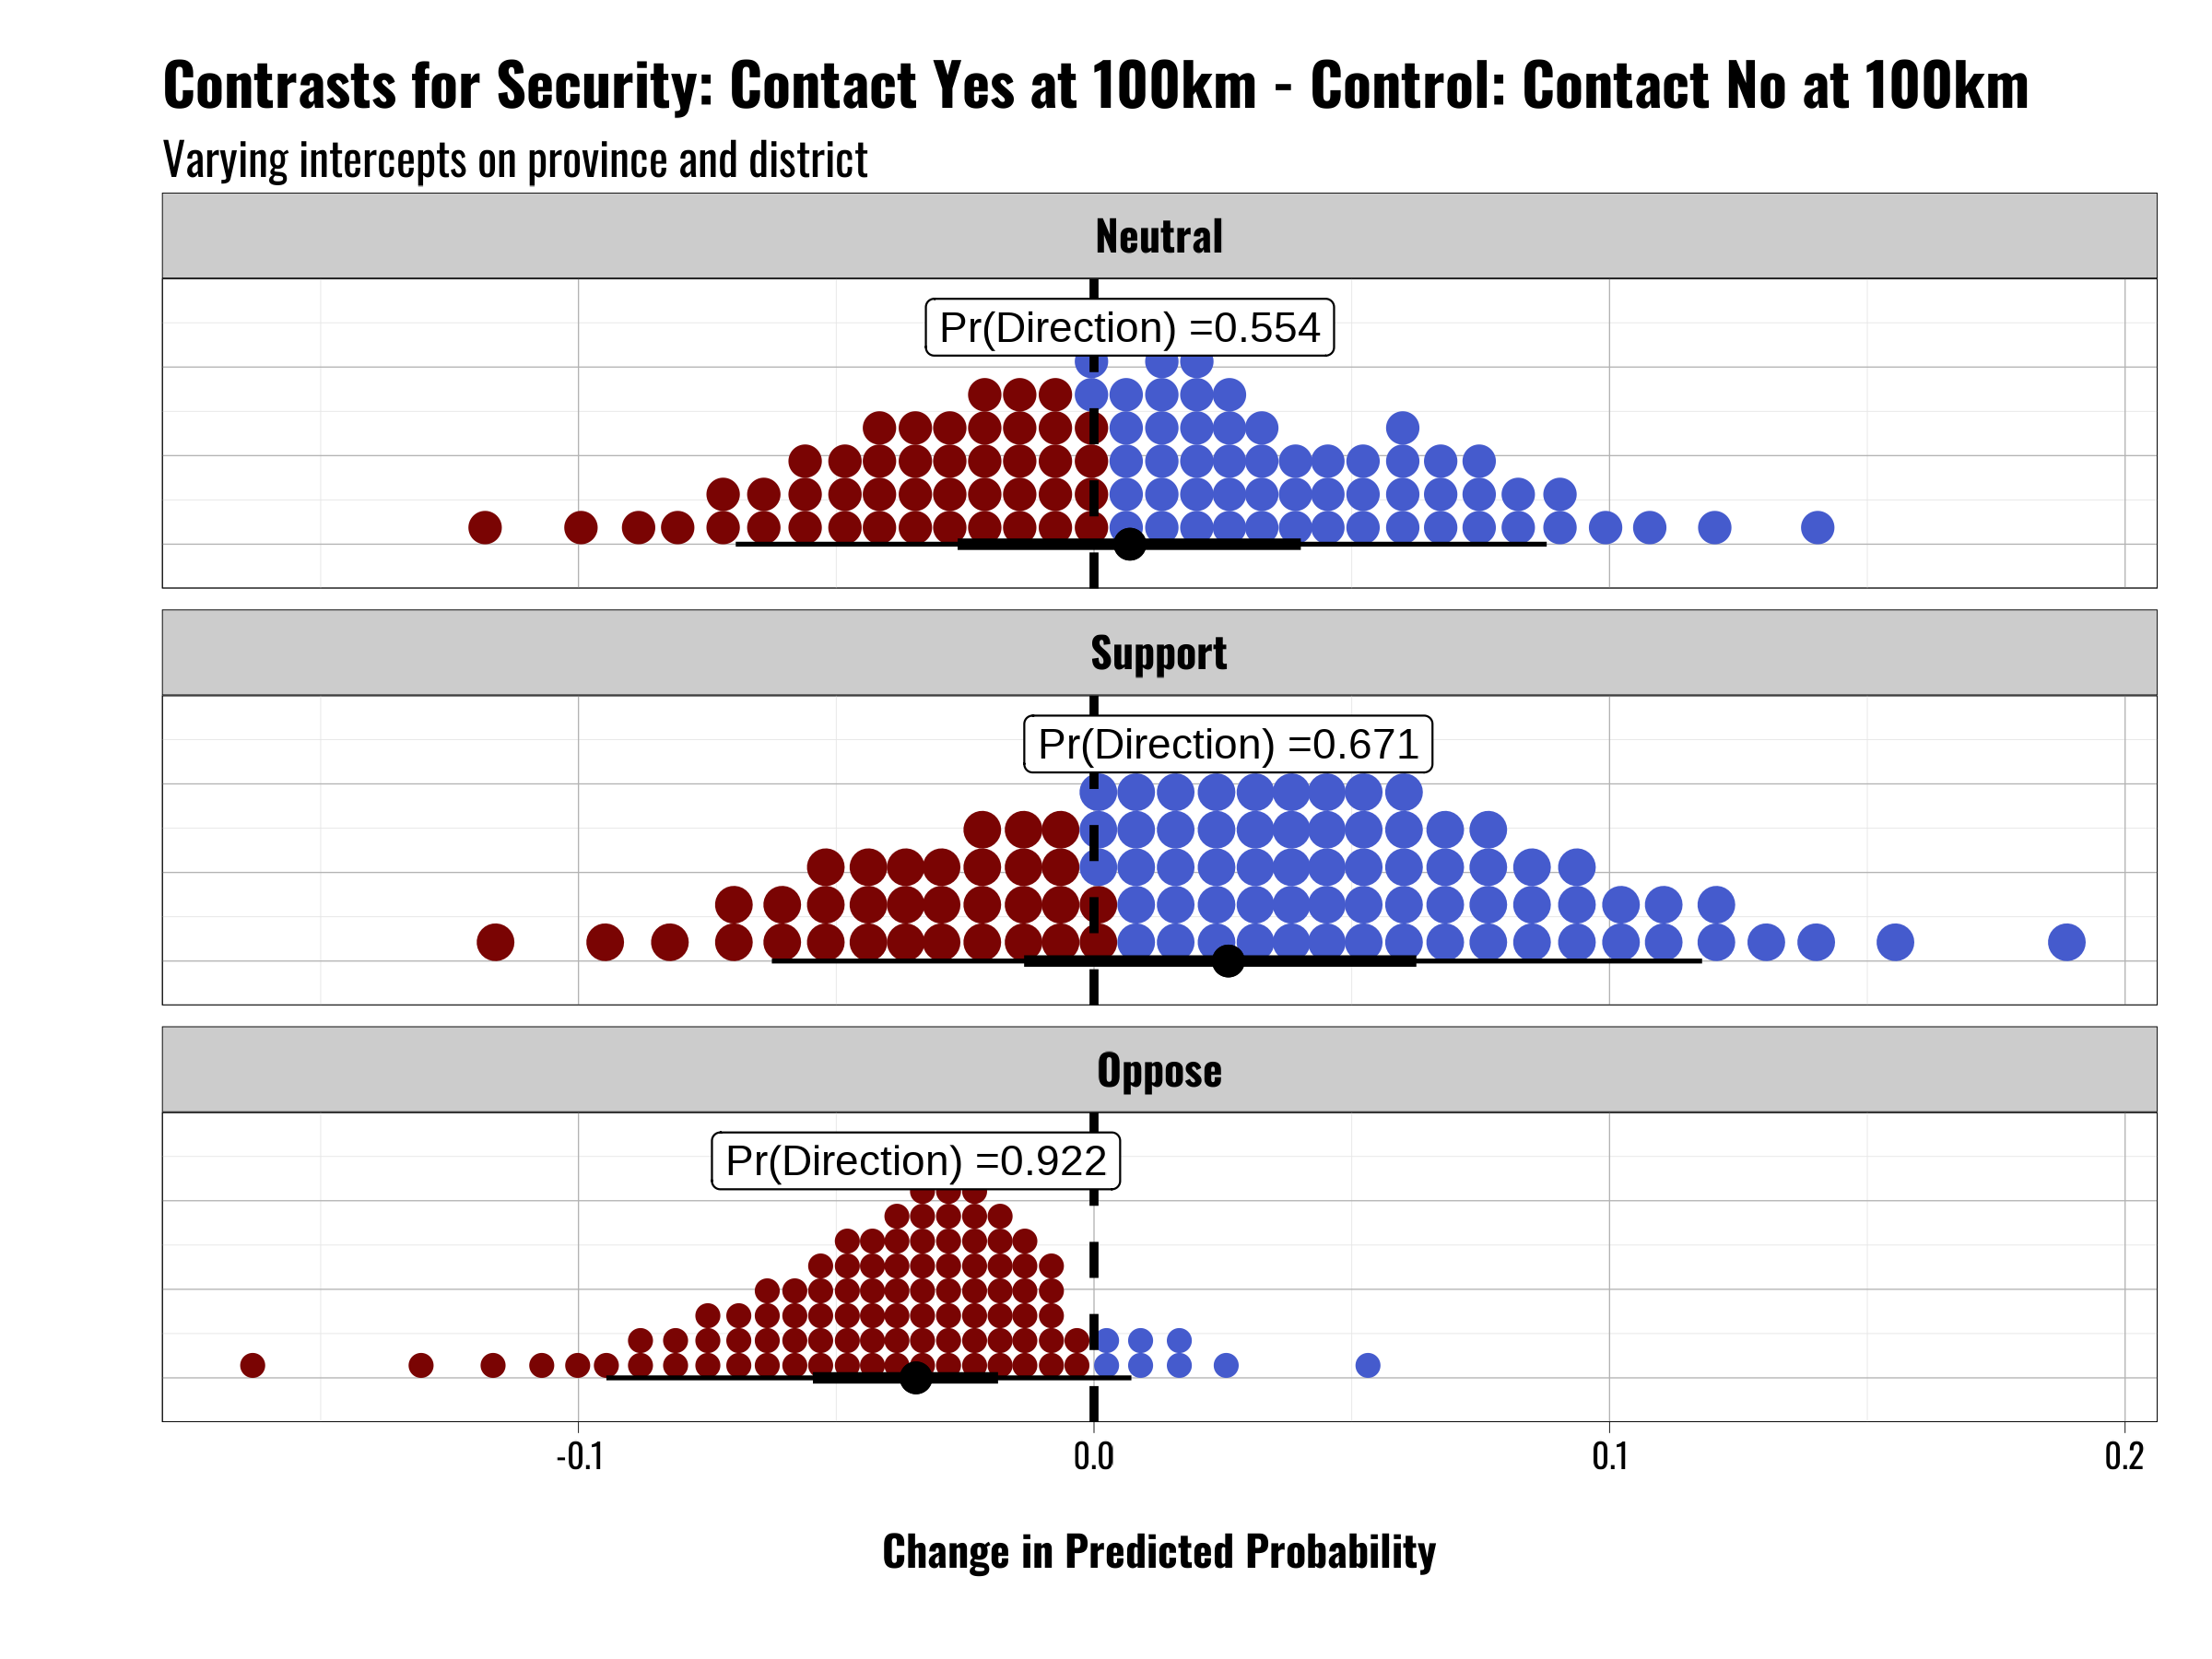 Contrasts for Security: Contact Yes at 100km - Control: Contact No at 100km
Varying intercepts on province and district
Neutral
Pr(Direction) =0.554
Support
Pr(Direction) =0.671
Oppose
Pr(Direction) =0.922
-0.1 0.0 0.1 0.2
Change in Predicted Probability